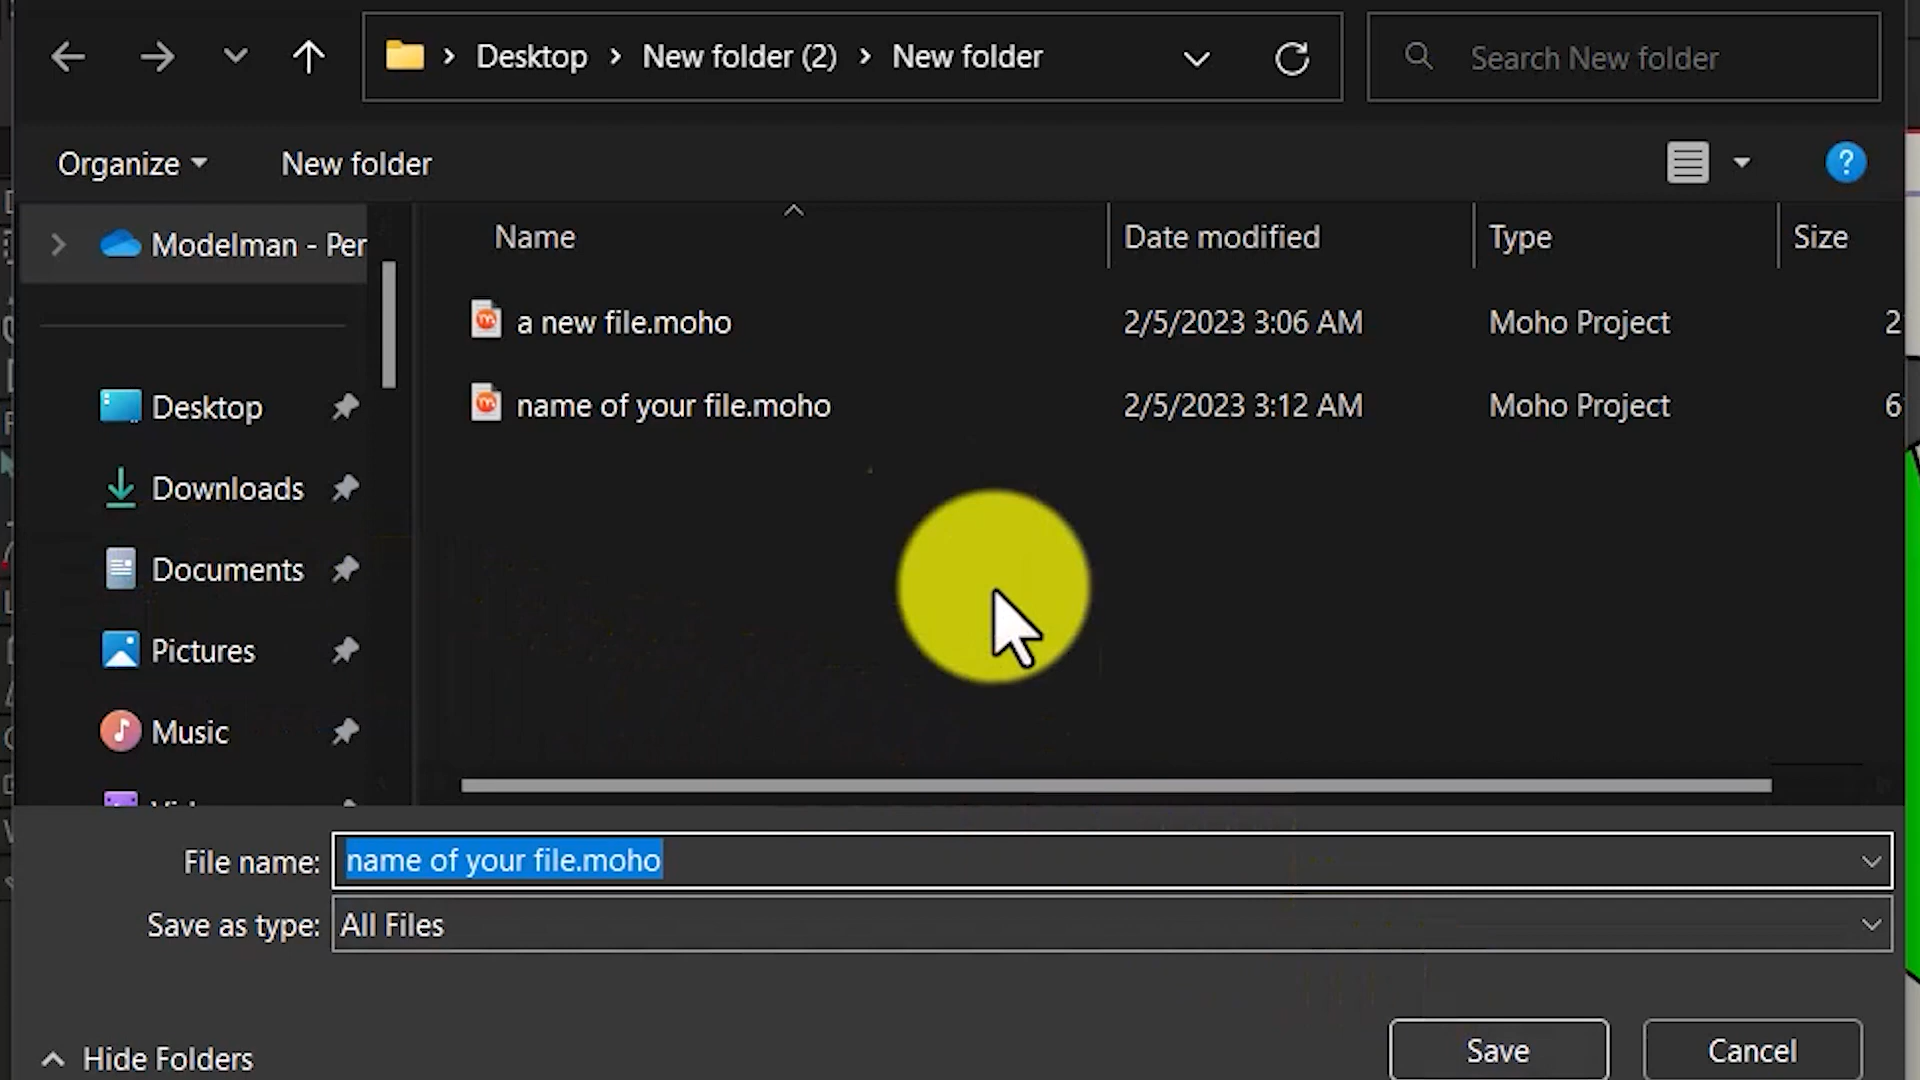 Desktop > New folder (2) > New folder
Search New folder
Organize
New folder
?
Modelman - Per
Name
Date modified
Type
Size
a new file.moho
2/5/2023 3:06 AM
Moho Project
2
name of your file.moho
2/5/2023 3:12 AM
Moho Project
6
Desktop
Downloads
Documents
Pictures
Music
File name: name of your file.moho
Save as type: All Files
Hide Folders
Save
Cancel